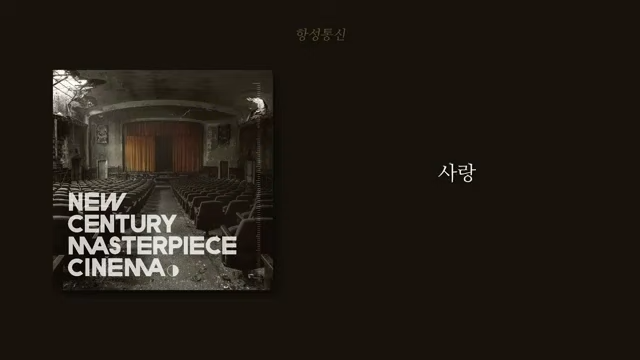 항성통신
NEW
CENTURY
MASTERPIECE
CINEMA
사랑